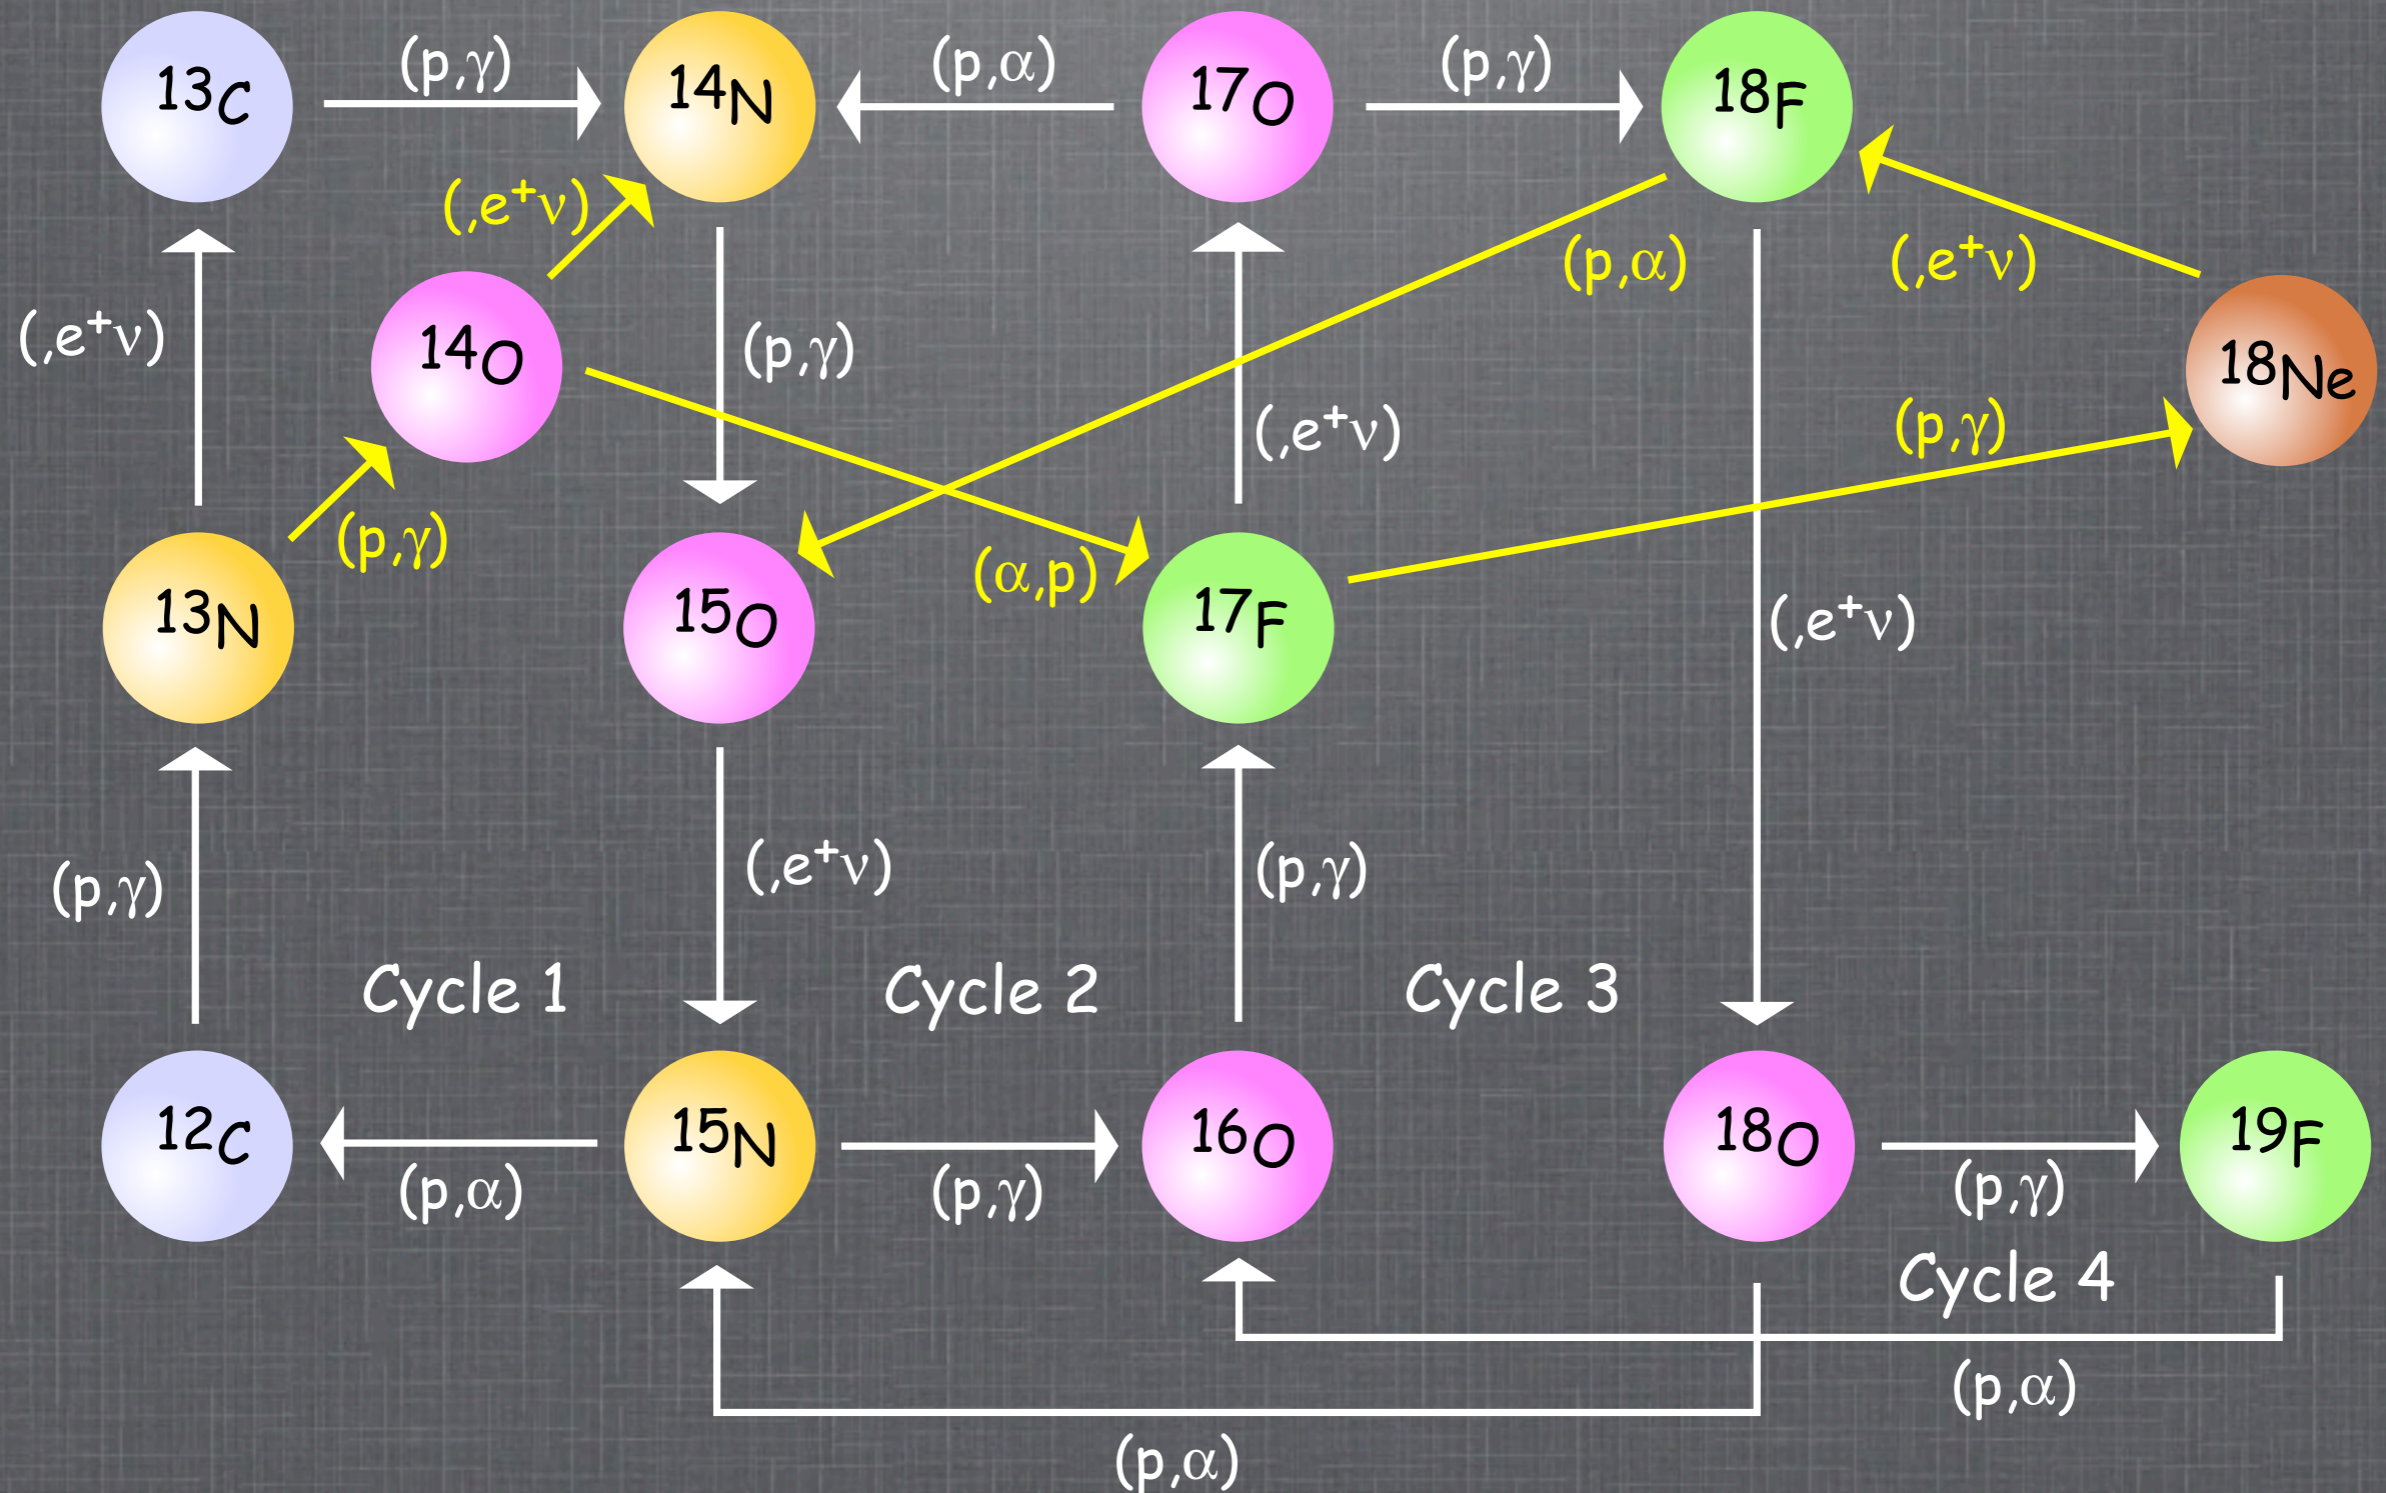 13C
(p,γ)
14N
(p,α)
17O
(p,γ)
18F
(,e+ν)
(p,α)
(,e+ν)
(,e+ν)
14O
(p,γ)
(,e+ν)
18Ne
(p,γ)
(p,γ)
(α,p)
13N
15O
17F
(,e+ν)
(p,γ)
(,e+ν)
(p,γ)
Cycle 1
Cycle 2
Cycle 3
12C
(p,α)
15N
(p,γ)
16O
18O
(p,γ)
19F
Cycle 4
(p,α)
(p,α)